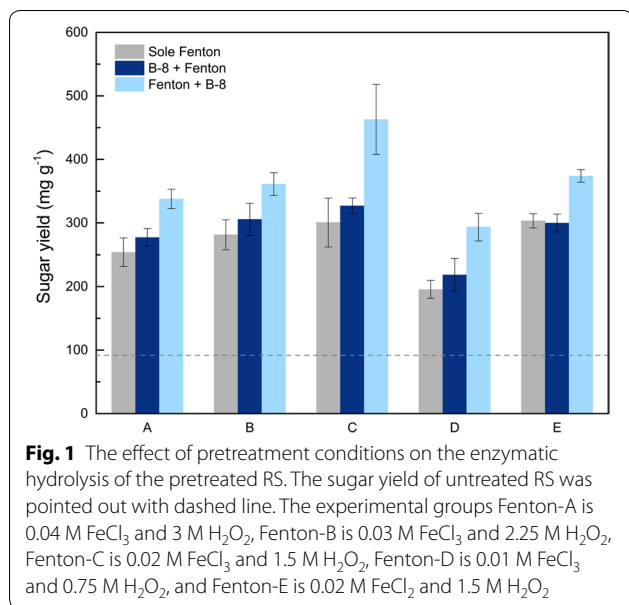 600
500
400
300
200
100
0
Sugar yield (mg g⁻¹)
Sole Fenton
B-8 + Fenton
Fenton + B-8
A B C D E
Fig. 1 The effect of pretreatment conditions on the enzymatic
hydrolysis of the pretreated RS. The sugar yield of untreated RS was
pointed out with dashed line. The experimental groups Fenton-A is
0.04 M FeCl₃ and 3 M H₂O₂, Fenton-B is 0.03 M FeCl₃ and 2.25 M H₂O₂,
Fenton-C is 0.02 M FeCl₃ and 1.5 M H₂O₂, Fenton-D is 0.01 M FeCl₃
and 0.75 M H₂O₂, and Fenton-E is 0.02 M FeCl₂ and 1.5 M H₂O₂